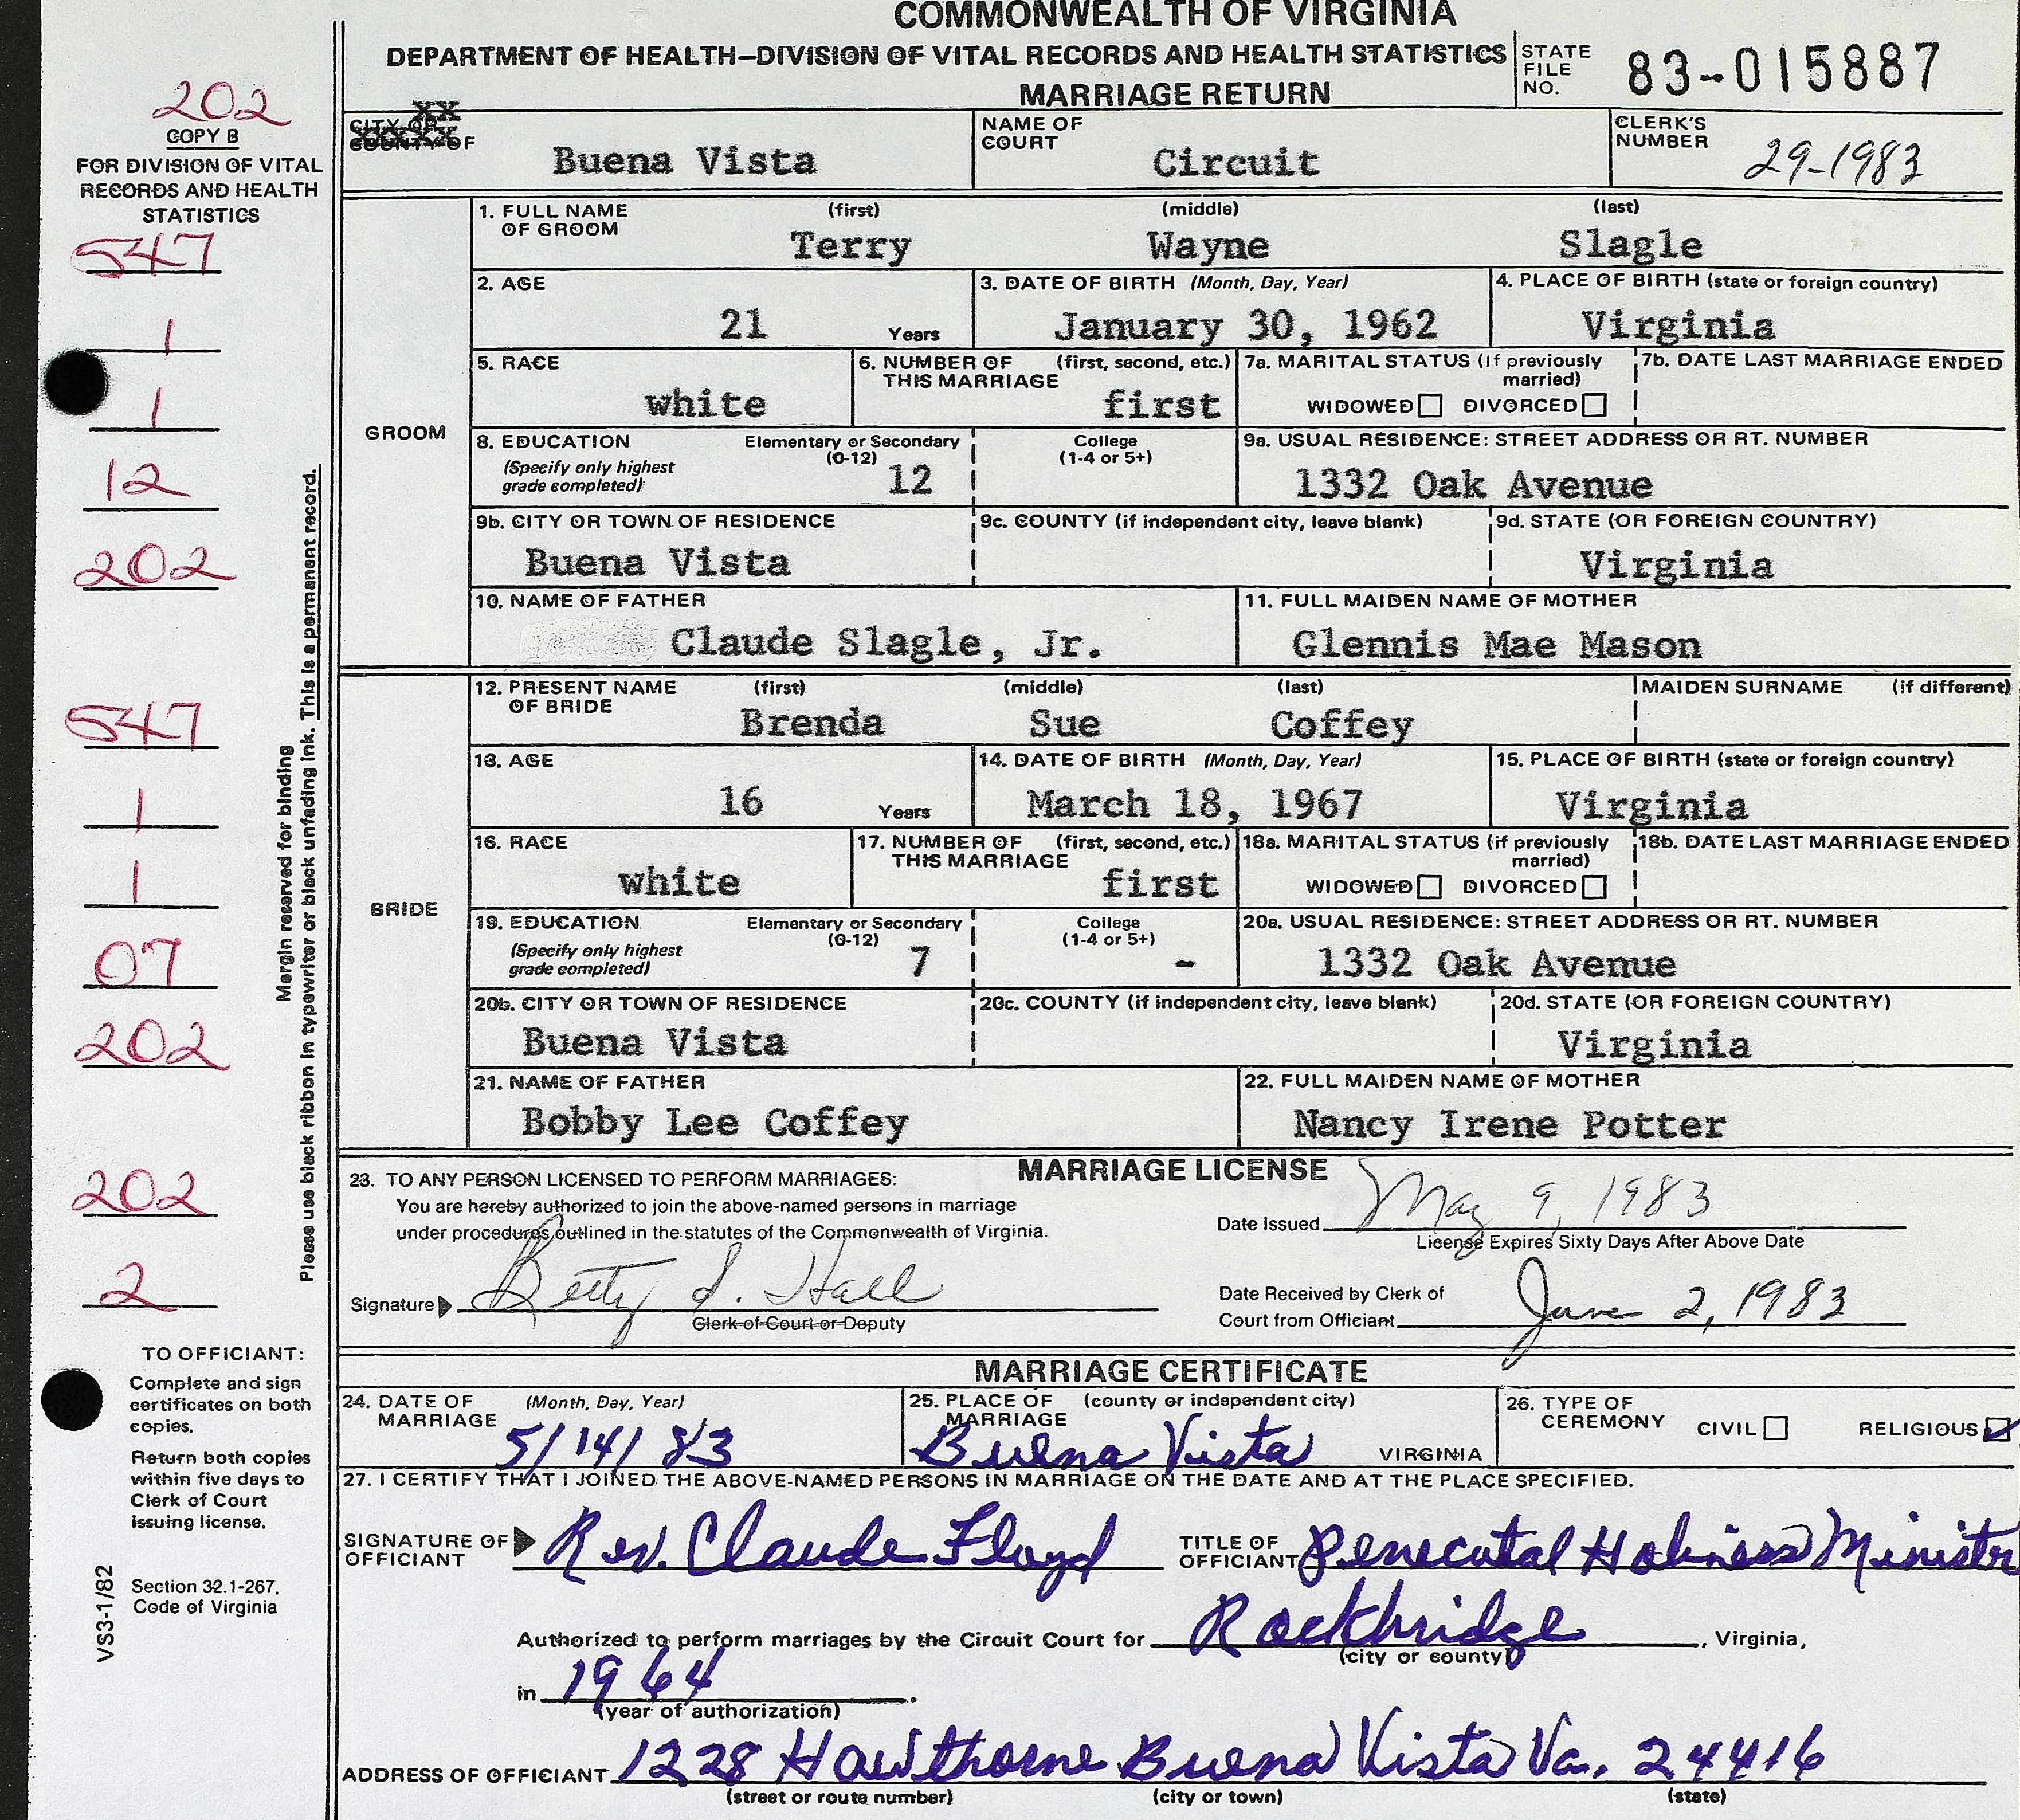 COMMONWEALTH OF VIRGINIA
DEPARTMENT OF HEALTH—DIVISION OF VITAL RECORDS AND HEALTH STATISTICS
MARRIAGE RETURN
STATE FILE NO. 83-015887
202
COPY B
FOR DIVISION OF VITAL
RECORDS AND HEALTH
STATISTICS
547
1
1
12
202
547
1
1
07
202
202
2
Margin reserved for binding
Please use black ribbon in typewriter or black unfading ink. This is a permanent record.
TO OFFICIANT:
Complete and sign
certificates on both
copies.
Return both copies
within five days to
Clerk of Court
issuing license.
Section 32.1-267,
Code of Virginia
VS3-1/82
CITY OR
COUNTY OF Buena Vista
NAME OF COURT Circuit
CLERK'S NUMBER 29-1983
GROOM
1. FULL NAME OF GROOM (first) (middle) (last)
Terry Wayne Slagle
2. AGE 21 Years
3. DATE OF BIRTH (Month, Day, Year) January 30, 1962
4. PLACE OF BIRTH (state or foreign country) Virginia
5. RACE white
6. NUMBER OF THIS MARRIAGE (first, second, etc.) first
7a. MARITAL STATUS (if previously married) WIDOWED DIVORCED
7b. DATE LAST MARRIAGE ENDED
8. EDUCATION (Specify only highest grade completed) Elementary or Secondary (0-12) 12
College (1-4 or 5+)
9a. USUAL RESIDENCE: STREET ADDRESS OR RT. NUMBER 1332 Oak Avenue
9b. CITY OR TOWN OF RESIDENCE Buena Vista
9c. COUNTY (if independent city, leave blank)
9d. STATE (OR FOREIGN COUNTRY) Virginia
10. NAME OF FATHER Claude Slagle, Jr.
11. FULL MAIDEN NAME OF MOTHER Glennis Mae Mason
BRIDE
12. PRESENT NAME OF BRIDE (first) (middle) (last)
Brenda Sue Coffey
MAIDEN SURNAME (if different)
13. AGE 16 Years
14. DATE OF BIRTH (Month, Day, Year) March 18, 1967
15. PLACE OF BIRTH (state or foreign country) Virginia
16. RACE white
17. NUMBER OF THIS MARRIAGE (first, second, etc.) first
18a. MARITAL STATUS (if previously married) WIDOWED DIVORCED
18b. DATE LAST MARRIAGE ENDED
19. EDUCATION (Specify only highest grade completed) Elementary or Secondary (0-12) 7
College (1-4 or 5+) -
20a. USUAL RESIDENCE: STREET ADDRESS OR RT. NUMBER 1332 Oak Avenue
20b. CITY OR TOWN OF RESIDENCE Buena Vista
20c. COUNTY (if independent city, leave blank)
20d. STATE (OR FOREIGN COUNTRY) Virginia
21. NAME OF FATHER Bobby Lee Coffey
22. FULL MAIDEN NAME OF MOTHER Nancy Irene Potter
MARRIAGE LICENSE
23. TO ANY PERSON LICENSED TO PERFORM MARRIAGES:
You are hereby authorized to join the above-named persons in marriage
under procedures outlined in the statutes of the Commonwealth of Virginia.
Date Issued May 9, 1983
License Expires Sixty Days After Above Date
Signature Betty S. Hall
Clerk of Court or Deputy
Date Received by Clerk of
Court from Officiant June 2, 1983
MARRIAGE CERTIFICATE
24. DATE OF MARRIAGE (Month, Day, Year) 5/14/83
25. PLACE OF MARRIAGE (county or independent city) Buena Vista VIRGINIA
26. TYPE OF CEREMONY CIVIL RELIGIOUS
27. I CERTIFY THAT I JOINED THE ABOVE-NAMED PERSONS IN MARRIAGE ON THE DATE AND AT THE PLACE SPECIFIED.
SIGNATURE OF OFFICIANT Rev. Claude Floyd
TITLE OF OFFICIANT Penecutal Holiness Ministr
Authorized to perform marriages by the Circuit Court for Rockbridge, Virginia,
(city or county)
in 1964.
(year of authorization)
ADDRESS OF OFFICIANT 1228 Hawthorne Buena Vista Va. 24416
(street or route number) (city or town) (state)